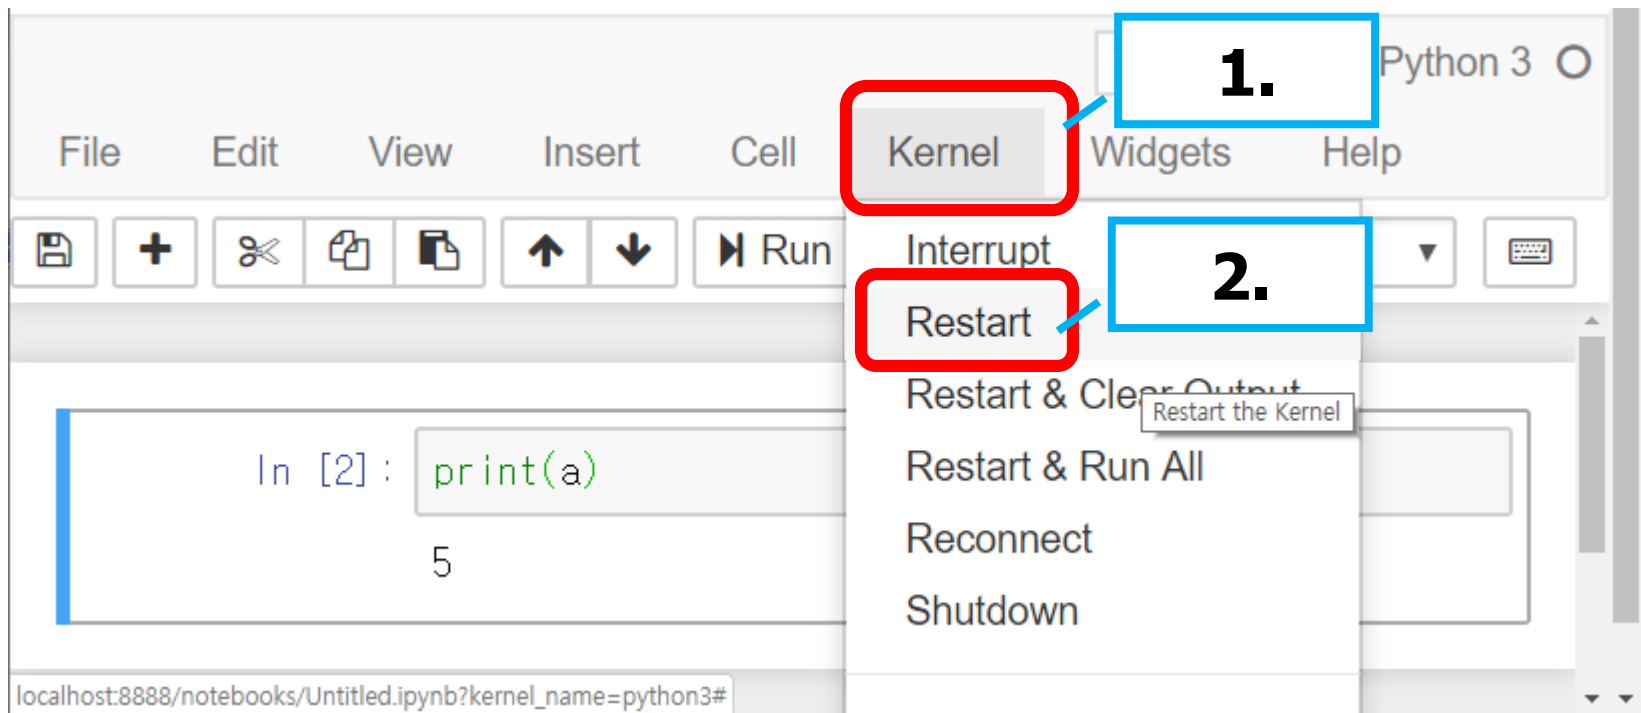 1.
Python 3
File Edit View Insert Cell Kernel Widgets Help
Run
Interrupt
2.
Restart
Restart & Clear Output
Restart the Kernel
In [2]: print(a)
Restart & Run All
5
Reconnect
Shutdown
localhost:8888/notebooks/Untitled.ipynb?kernel_name=python3#